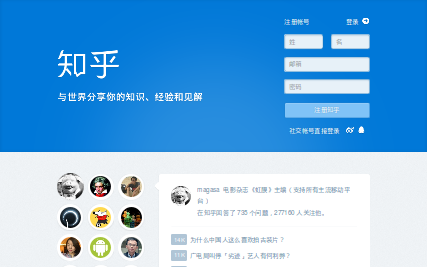 注册帐号
登录
姓
名
邮箱
密码
注册知乎
社交帐号直接登录
知乎
与世界分享你的知识、经验和见解
magasa 电影杂志《虹膜》主编（支持所有主流移动平台）
在知乎回答了 735 个问题，277160 人关注他。
为什么中国人这么喜欢拍古装片？
广电局叫停「劣迹」艺人有何利弊？